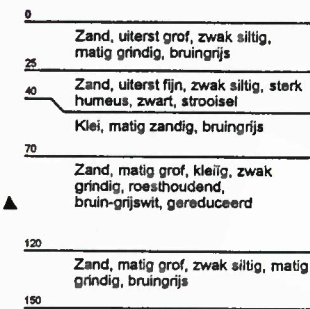 0
Zand, uiterst grof, zwak siltig,
matig grindig, bruingrijs
25
Zand, uiterst fijn, zwak siltig, sterk
humeus, zwart, strooisel
40
Klei, matig zandig, bruingrijs
70
Zand, matig grof, kleiïg, zwak
grindig, roesthoudend,
bruin-grijswit, gereduceerd
120
Zand, matig grof, zwak siltig, matig
grindig, bruingrijs
150